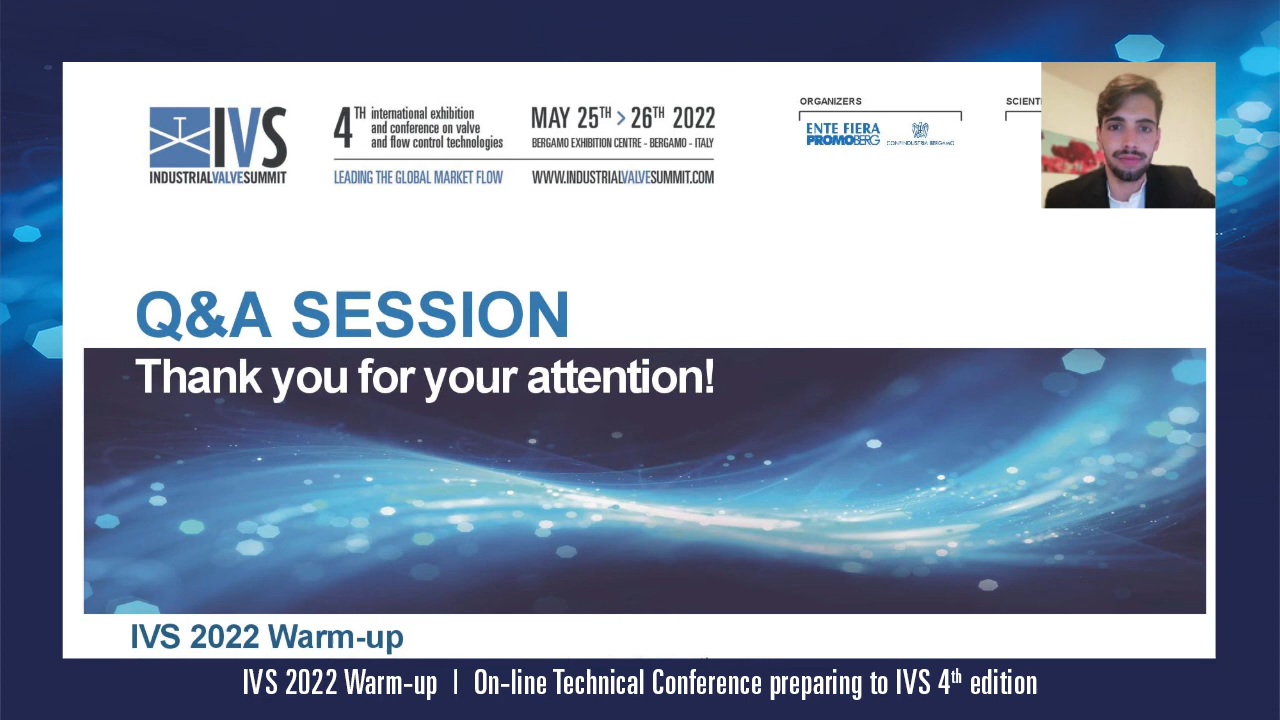 IVS
INDUSTRIALVALVESUMMIT
4TH international exhibition
and conference on valve
and flow control technologies
LEADING THE GLOBAL MARKET FLOW
MAY 25TH > 26TH 2022
BERGAMO EXHIBITION CENTRE - BERGAMO - ITALY
WWW.INDUSTRIALVALVESUMMIT.COM
ORGANIZERS
ENTE FIERA
PROMOBERG
CONFINDUSTRIA BERGAMO
SCIENTI
Q&A SESSION
Thank you for your attention!
IVS 2022 Warm-up
IVS 2022 Warm-up | On-line Technical Conference preparing to IVS 4th edition